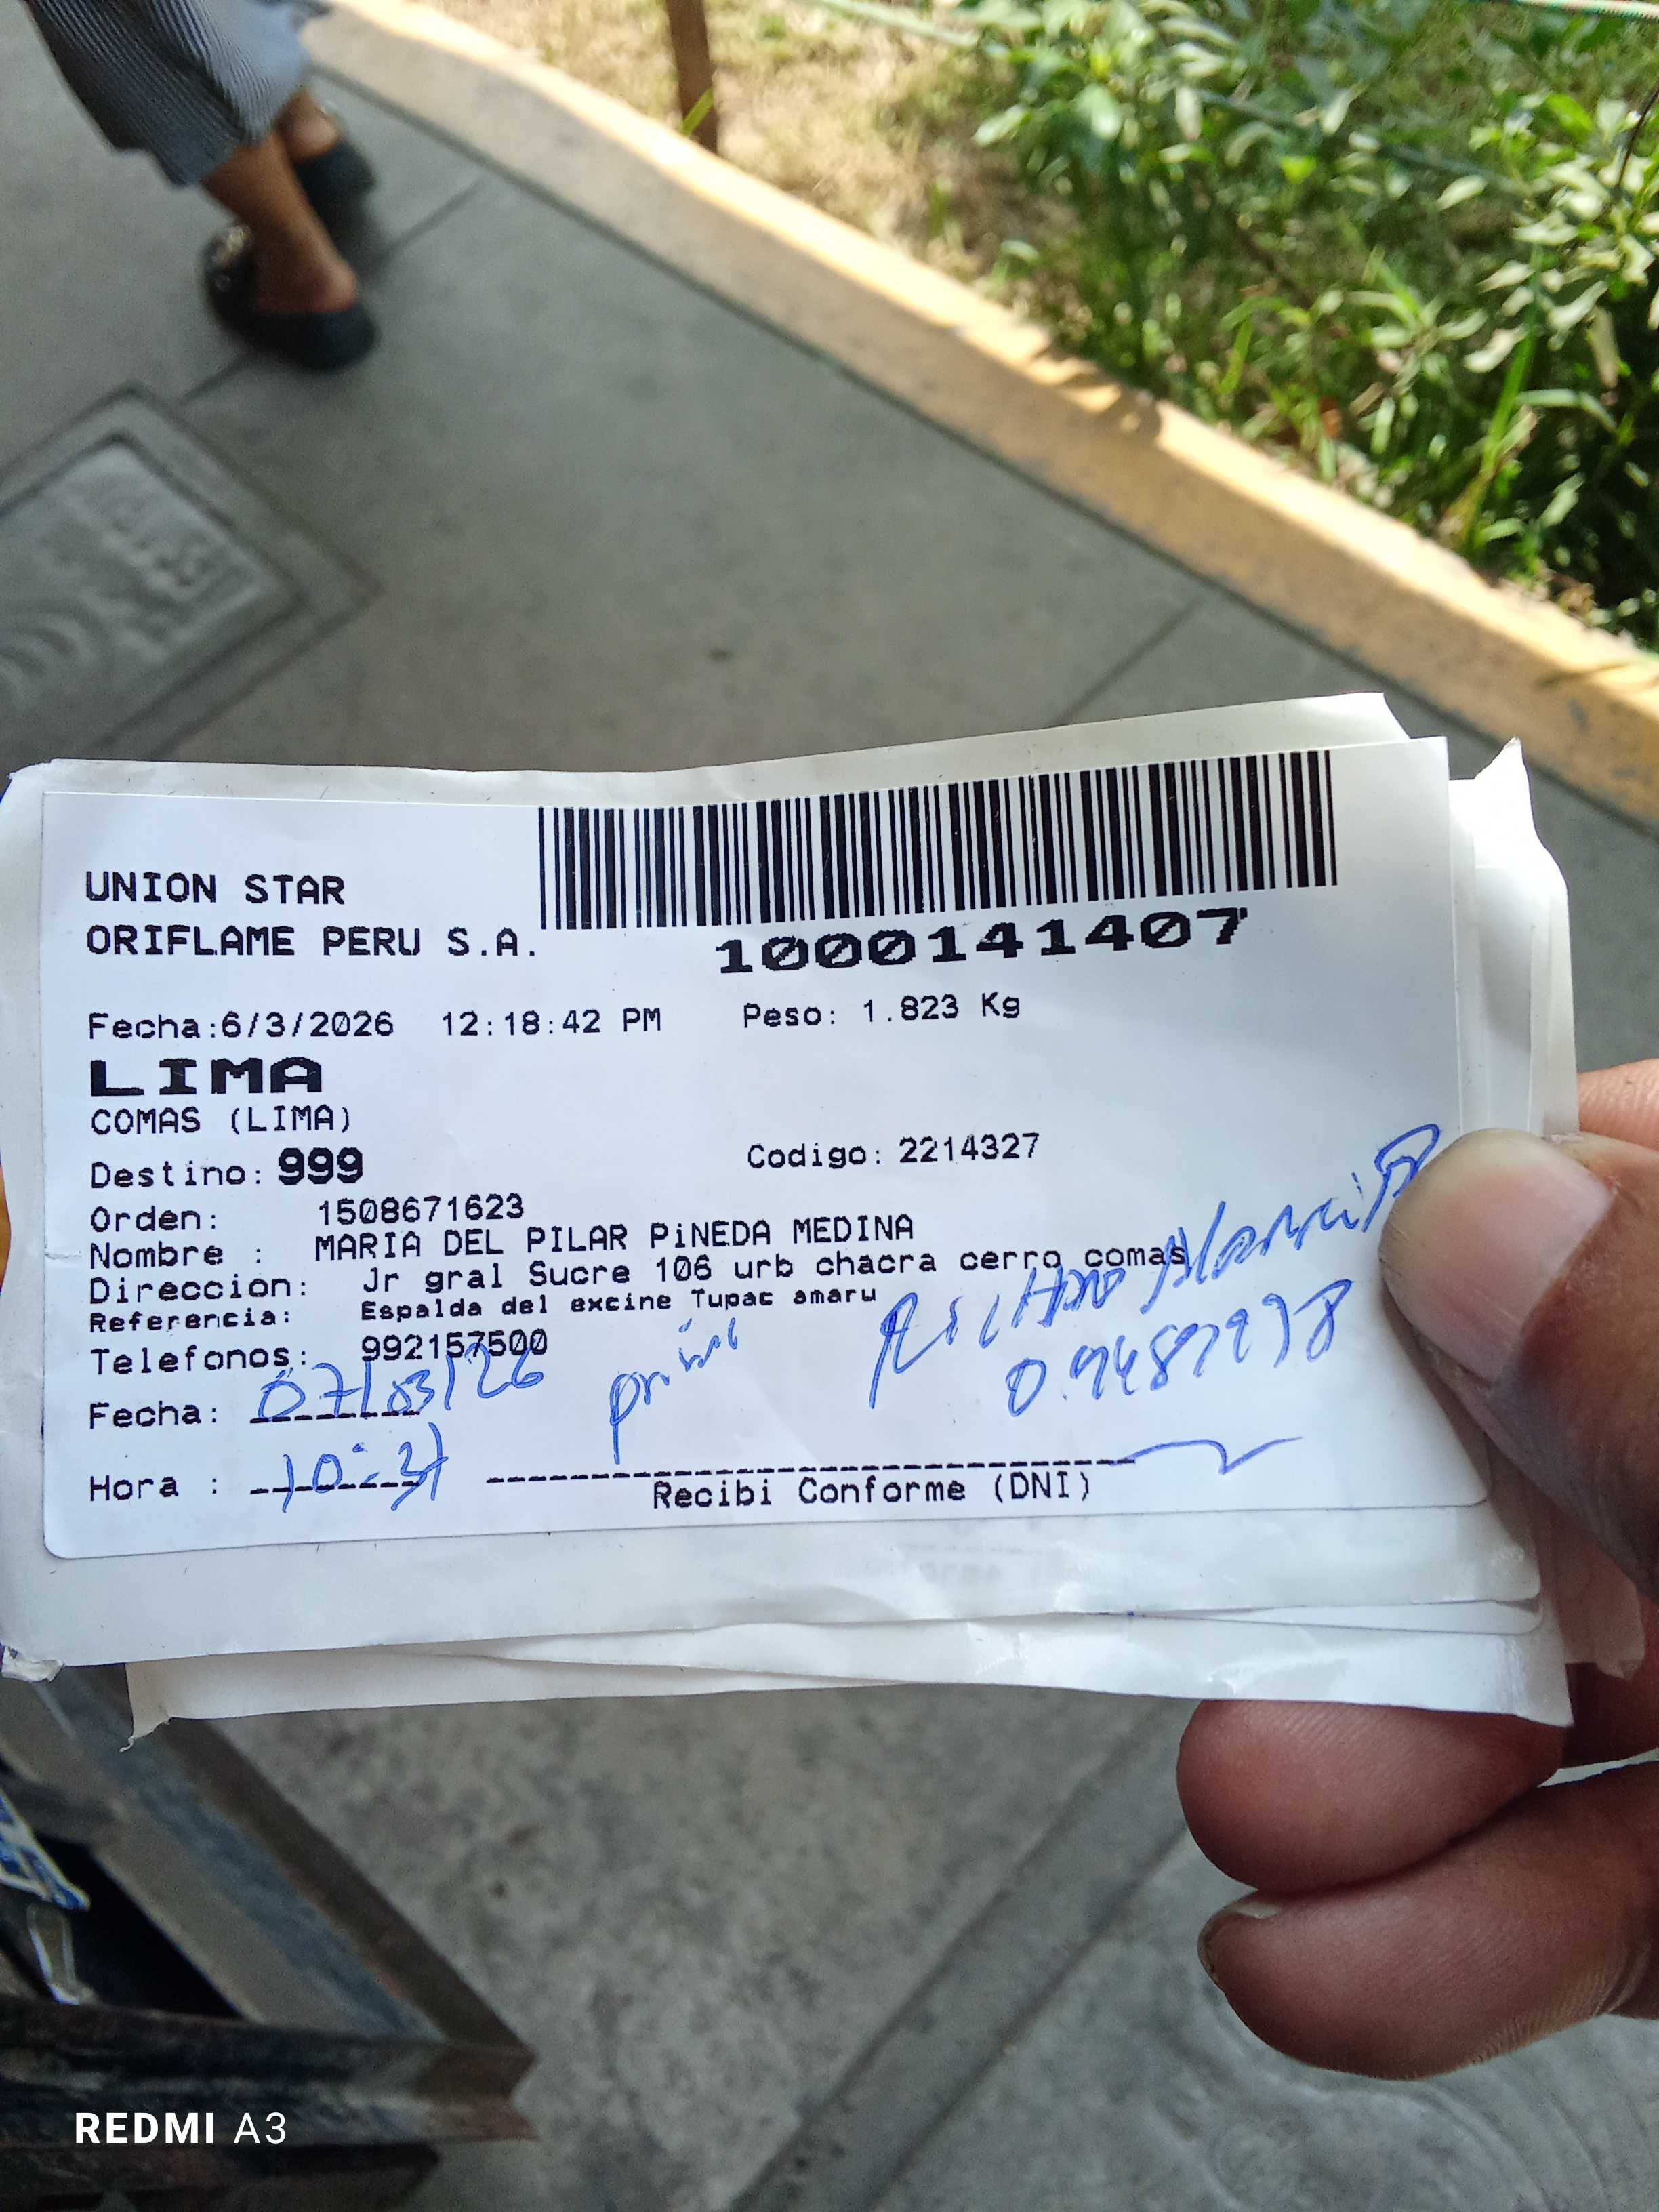 UNION STAR
ORIFLAME PERU S.A.
1000141407
Fecha:6/3/2026 12:18:42 PM Peso: 1.823 Kg
LIMA
COMAS (LIMA)
Destino: 999 Codigo: 2214327
Orden: 1508671623
Nombre : MARIA DEL PILAR PiNEDA MEDINA
Direccion: Jr gral Sucre 106 urb chacra cerro comas
Referencia: Espalda del excine Tupac amaru
Telefonos: 992157500
Fecha: 07/03/26
Hora : 10:31
Recibi Conforme (DNI)
REDMI A3